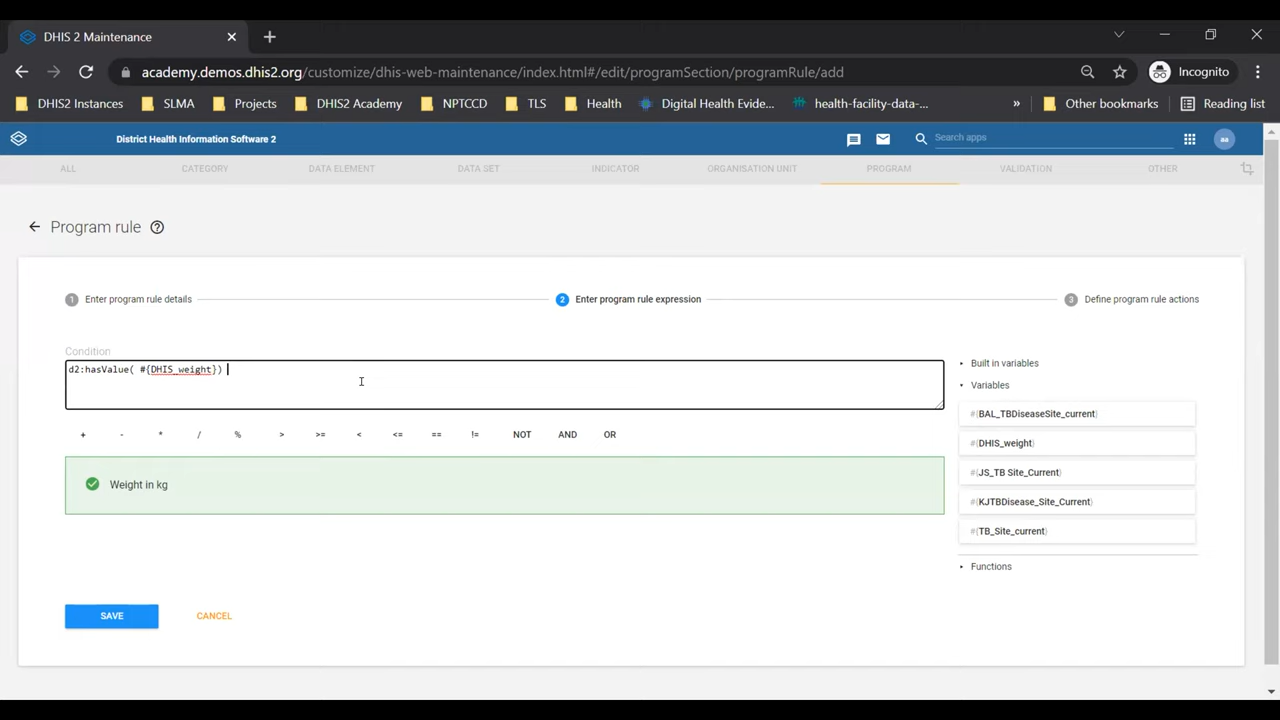 DHIS 2 Maintenance
academy.demos.dhis2.org/customize/dhis-web-maintenance/index.html#/edit/programSection/programRule/add
Incognito
DHIS2 Instances SLMA Projects DHIS2 Academy NPTCCD TLS Health Digital Health Evide... health-facility-data-... » Other bookmarks Reading list
District Health Information Software 2
Search apps
aa
ALL CATEGORY DATA ELEMENT DATA SET INDICATOR ORGANISATION UNIT PROGRAM VALIDATION OTHER
Program rule ?
1 Enter program rule details 2 Enter program rule expression 3 Define program rule actions
Condition
d2:hasValue( #{DHIS_weight})
+ - * / % > >= < <= == != NOT AND OR
Weight in kg
Built in variables
Variables
#{BAL_TBDiseaseSite_current}
#{DHIS_weight}
#{JS_TB Site_Current}
#{KJTBDisease_Site_Current}
#{TB_Site_current}
Functions
SAVE CANCEL